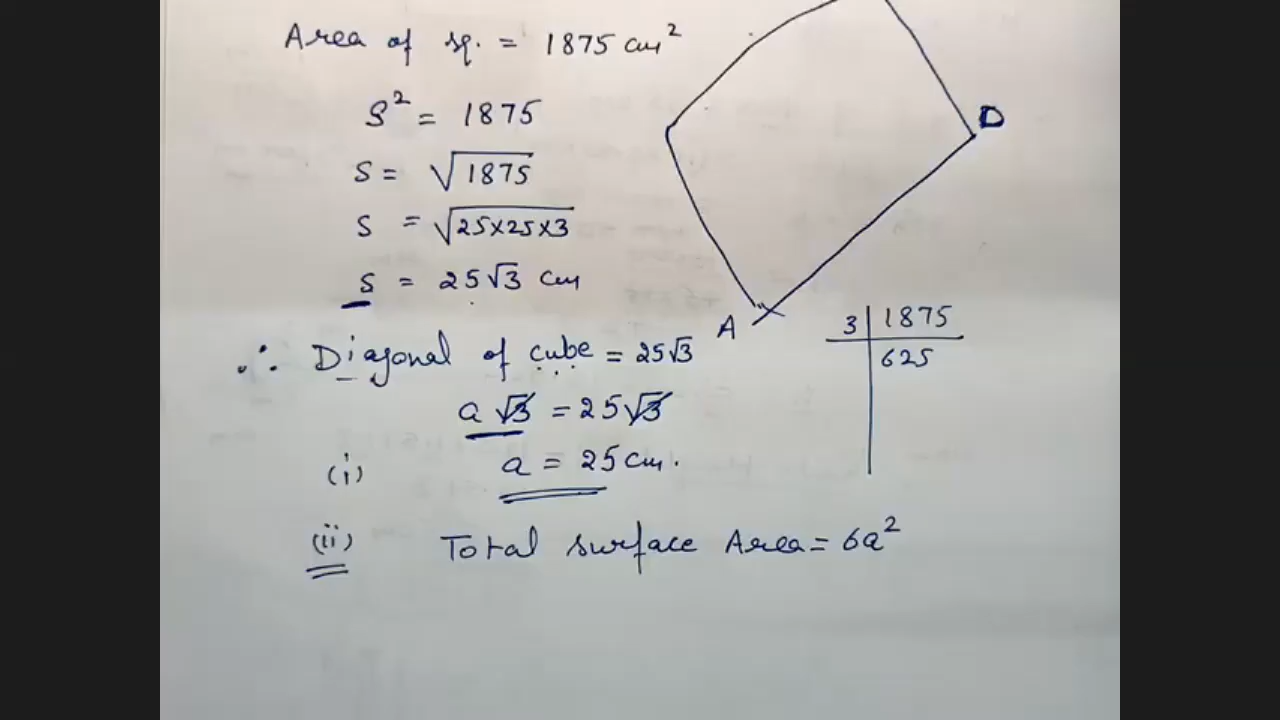 Area of sq. = 1875 cm²
S² = 1875
S = √1875
S = √25×25×3
S = 25√3 cm
D
A
3 | 1875
625
∴ Diagonal of cube = 25√3
a√3 = 25√3
(i) a = 25 cm.
(ii) Total surface Area = 6a²